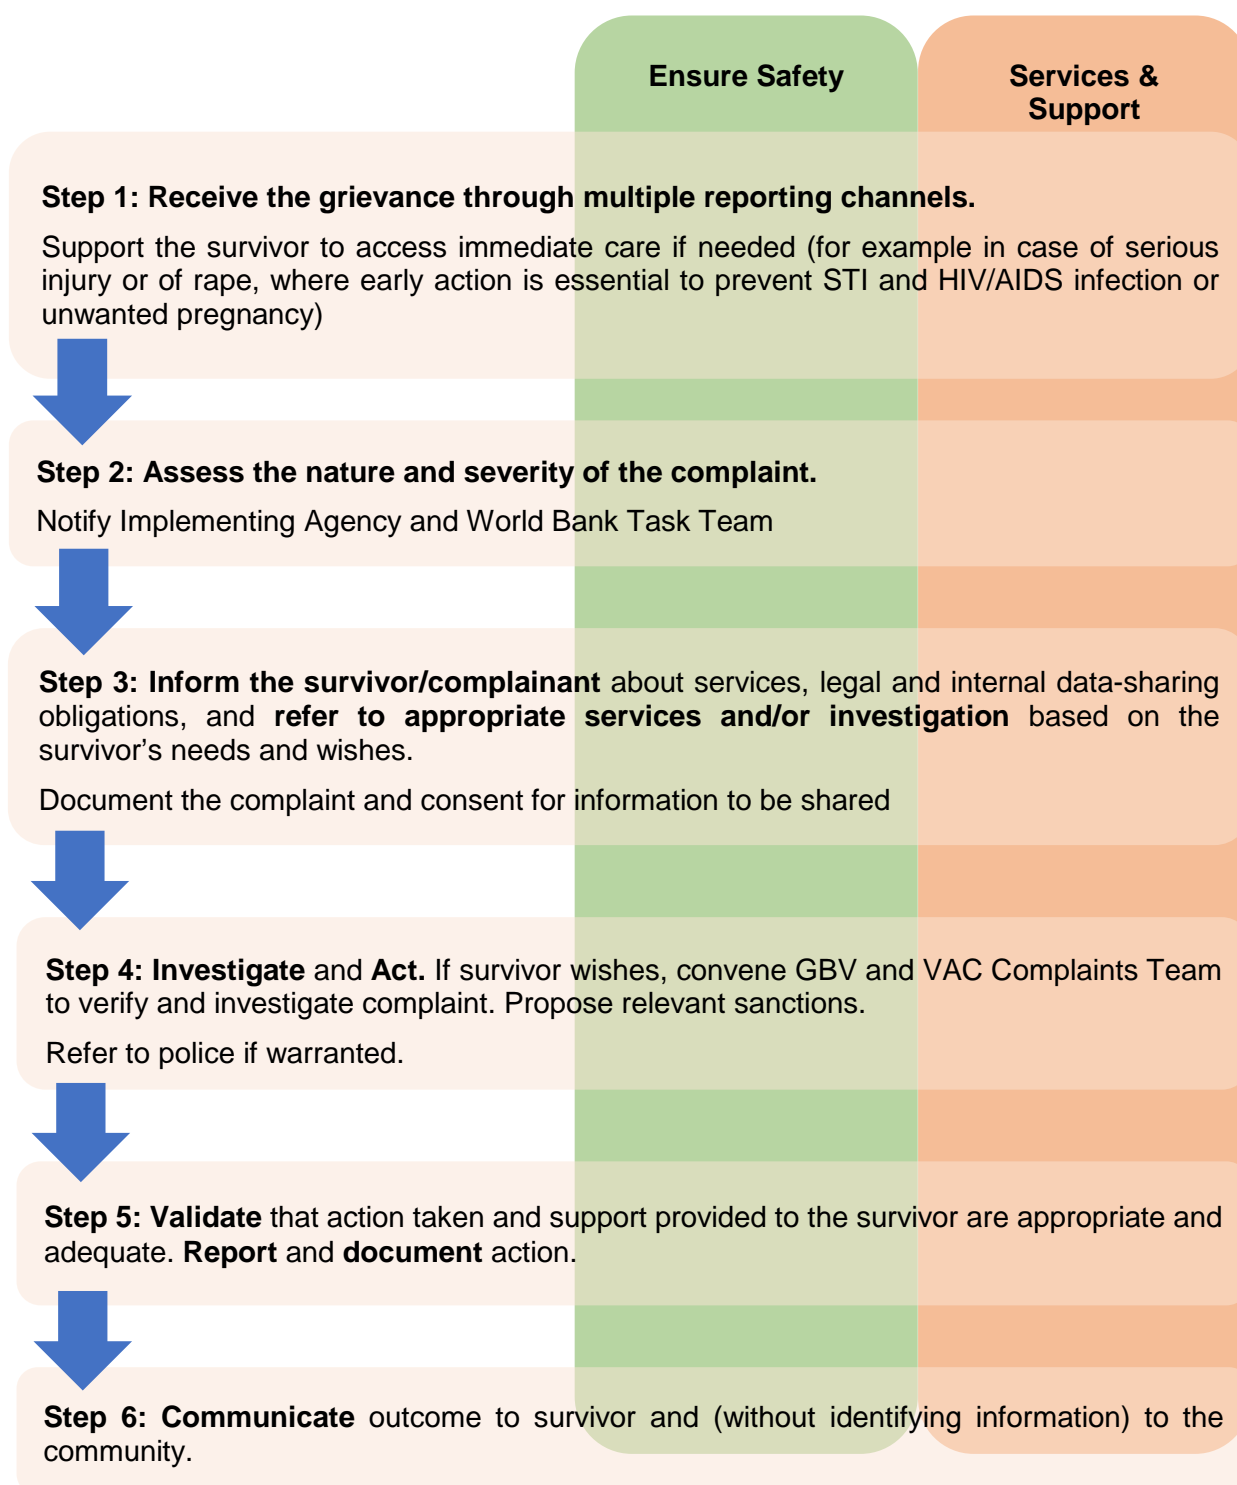 Ensure Safety
Services &
Support
Step 1: Receive the grievance through multiple reporting channels.
Support the survivor to access immediate care if needed (for example in case of serious
injury or of rape, where early action is essential to prevent STI and HIV/AIDS infection or
unwanted pregnancy)
Step 2: Assess the nature and severity of the complaint.
Notify Implementing Agency and World Bank Task Team
Step 3: Inform the survivor/complainant about services, legal and internal data-sharing
obligations, and refer to appropriate services and/or investigation based on the
survivor’s needs and wishes.
Document the complaint and consent for information to be shared
Step 4: Investigate and Act. If survivor wishes, convene GBV and VAC Complaints Team
to verify and investigate complaint. Propose relevant sanctions.
Refer to police if warranted.
Step 5: Validate that action taken and support provided to the survivor are appropriate and
adequate. Report and document action.
Step 6: Communicate outcome to survivor and (without identifying information) to the
community.